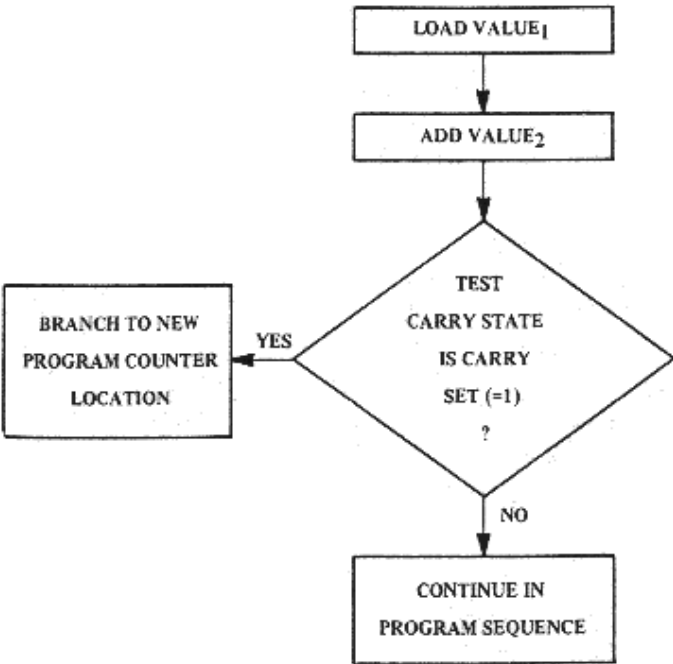 LOAD VALUE₁
ADD VALUE₂
TEST
CARRY STATE
IS CARRY
SET (=1)
?
YES
BRANCH TO NEW
PROGRAM COUNTER
LOCATION
NO
CONTINUE IN
PROGRAM SEQUENCE